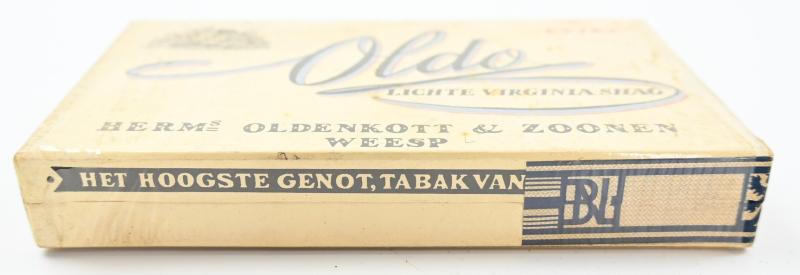 Oldo
LICHTE VIRGINIA SHAG
HERMS OLDENKOTT & ZOONEN
WEESP
HET HOOGSTE GENOT, TABAK VAN